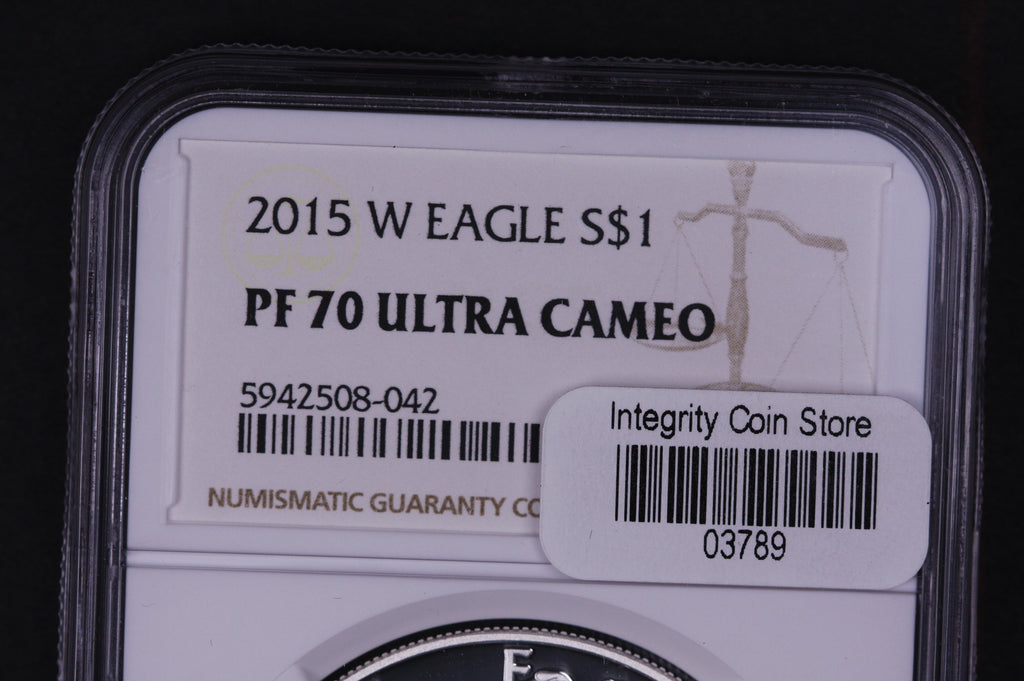 2015 W EAGLE S$1
PF 70 ULTRA CAMEO
5942508-042
NUMISMATIC GUARANTY
Integrity Coin Store
03789